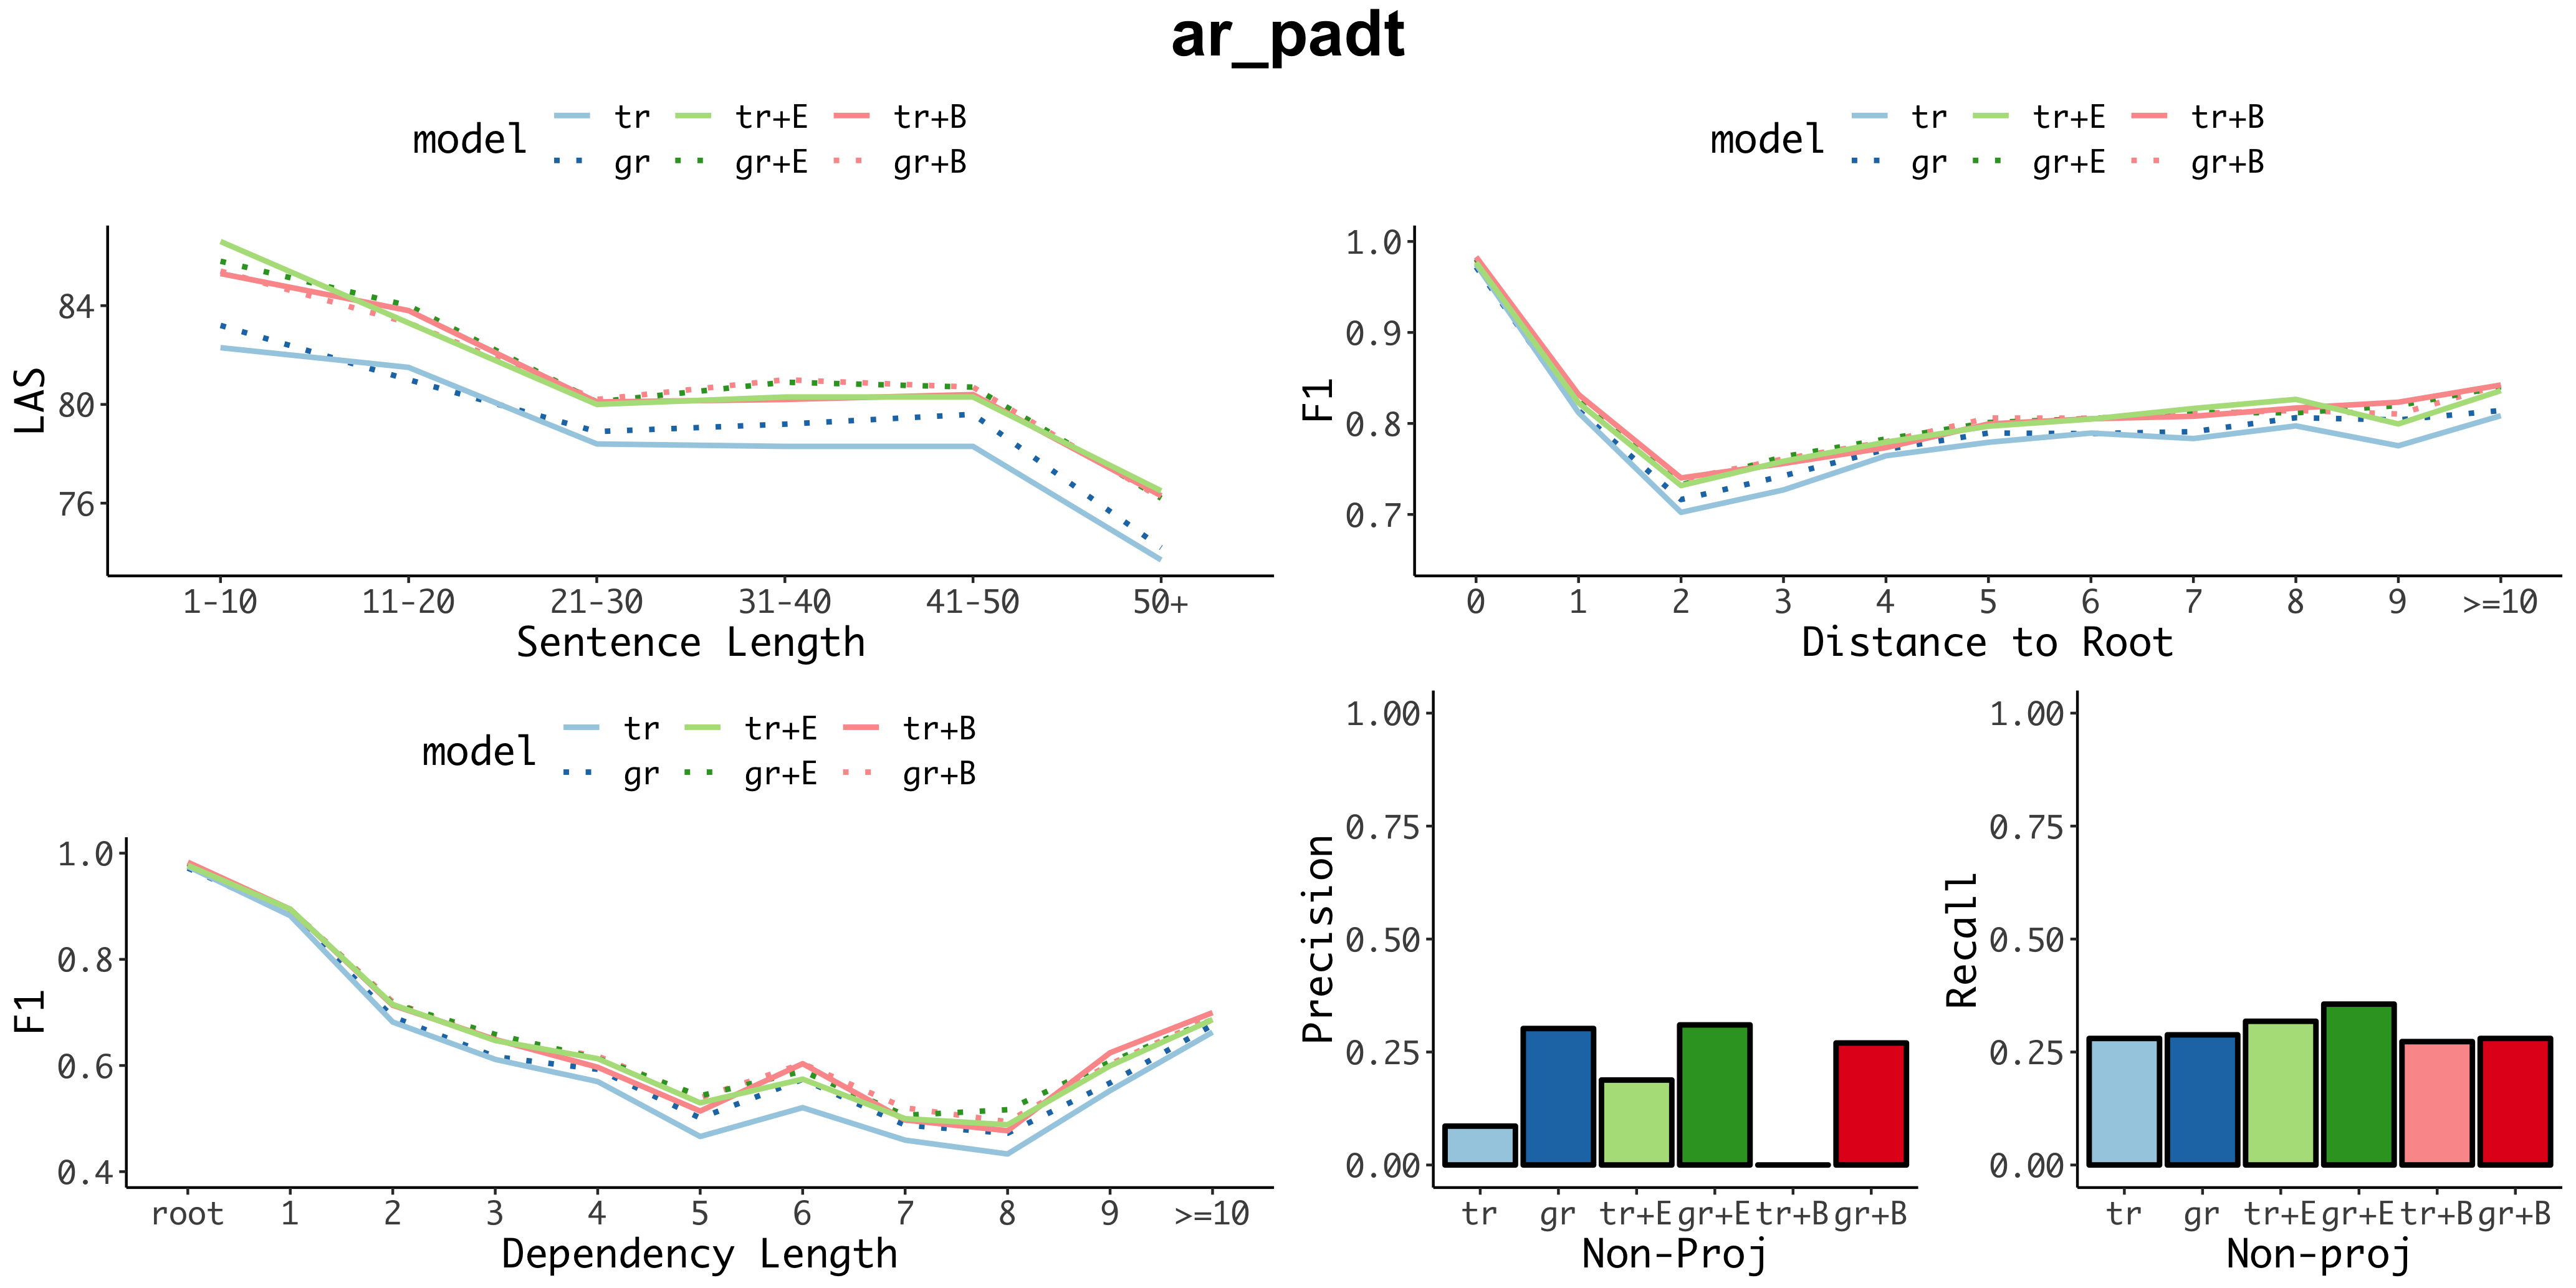 ar_padt
model tr tr+E tr+B
gr gr+E gr+B
LAS
84
80
76
1-10 11-20 21-30 31-40 41-50 50+
Sentence Length
model tr tr+E tr+B
gr gr+E gr+B
F1
1.0
0.9
0.8
0.7
0 1 2 3 4 5 6 7 8 9 >=10
Distance to Root
model tr tr+E tr+B
gr gr+E gr+B
F1
1.0
0.8
0.6
0.4
root 1 2 3 4 5 6 7 8 9 >=10
Dependency Length
Precision
1.00
0.75
0.50
0.25
0.00
tr gr tr+E gr+E tr+B gr+B
Non-Proj
Recall
1.00
0.75
0.50
0.25
0.00
tr gr tr+E gr+E tr+B gr+B
Non-proj